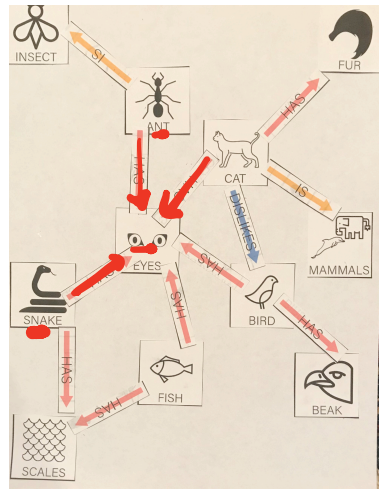 INSECT
FUR
IS
HAS
ANT
HAS
CAT
IS
DISLIKES
MAMMALS
EYES
HAS
SNAKE
BIRD
HAS
HAS
HAS
FISH
HAS
BEAK
SCALES